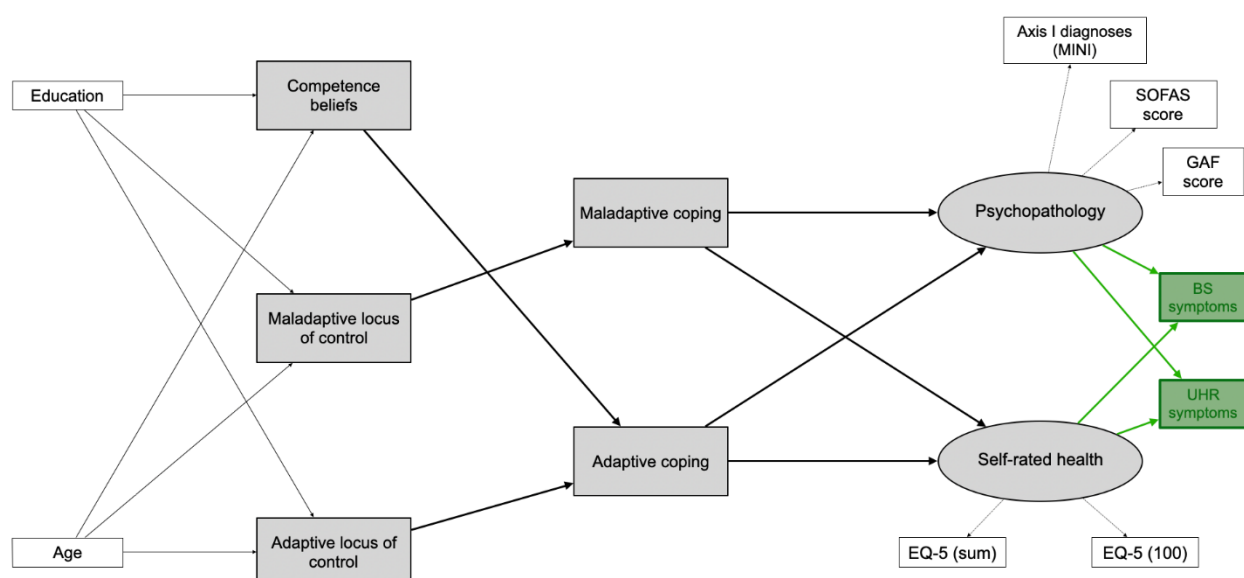 Axis I diagnoses
(MINI)
Education
Competence
beliefs
SOFAS
score
GAF
score
Maladaptive coping
Psychopathology
BS
symptoms
Maladaptive locus
of control
UHR
symptoms
Adaptive coping
Self-rated health
Age
Adaptive locus of
control
EQ-5 (sum)
EQ-5 (100)